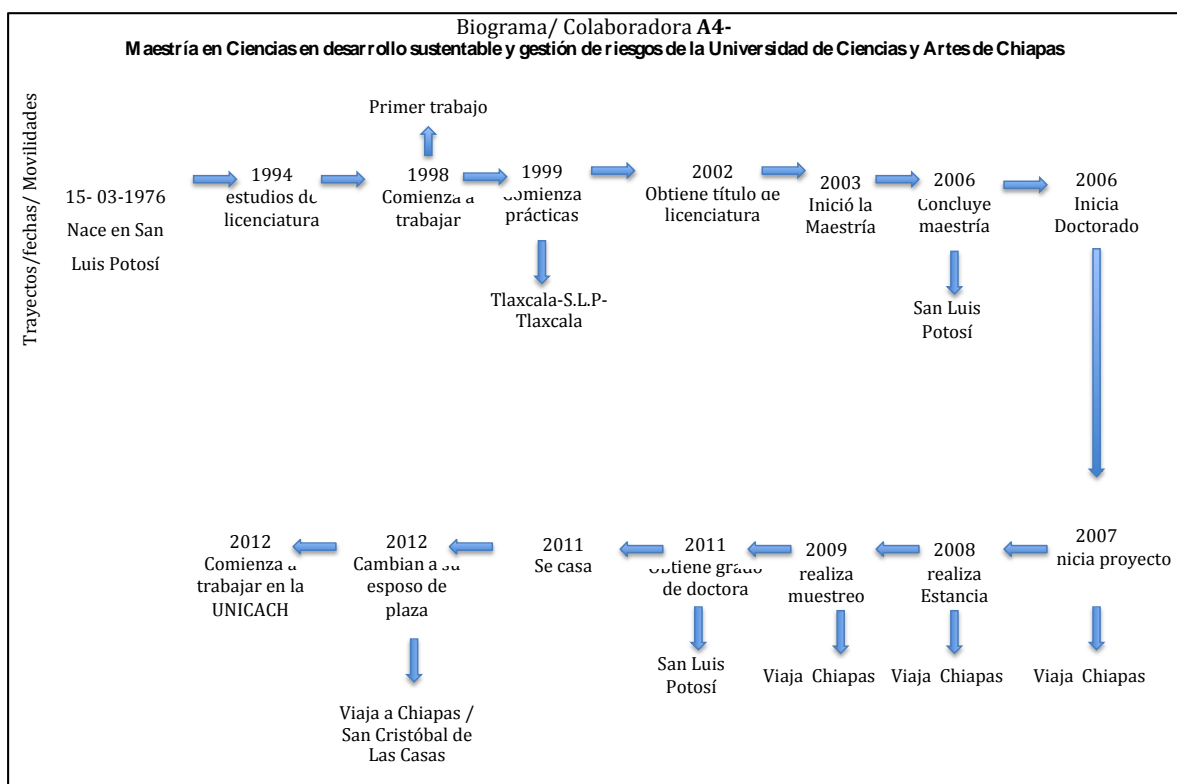 Biograma/ Colaboradora A4-
Maestría en Ciencias en desarrollo sustentable y gestión de riesgos de la Universidad de Ciencias y Artes de Chiapas
Trayectos/fechas/ Movilidades
15- 03-1976
Nace en San
Luis Potosí
1994
estudios de
licenciatura
Primer trabajo
1998
Comienza a
trabajar
1999
Comienza
prácticas
Tlaxcala-S.L.P-
Tlaxcala
2002
Obtiene título de
licenciatura
2003
Inició la
Maestría
2006
Concluye
maestría
San Luis
Potosí
2006
Inicia
Doctorado
2007
nicia proyecto
Viaja Chiapas
2008
realiza
Estancia
Viaja Chiapas
2009
realiza
muestreo
Viaja Chiapas
2011
Obtiene grado
de doctora
San Luis
Potosí
2011
Se casa
2012
Cambian a su
esposo de
plaza
Viaja a Chiapas /
San Cristóbal de
Las Casas
2012
Comienza a
trabajar en la
UNICACH